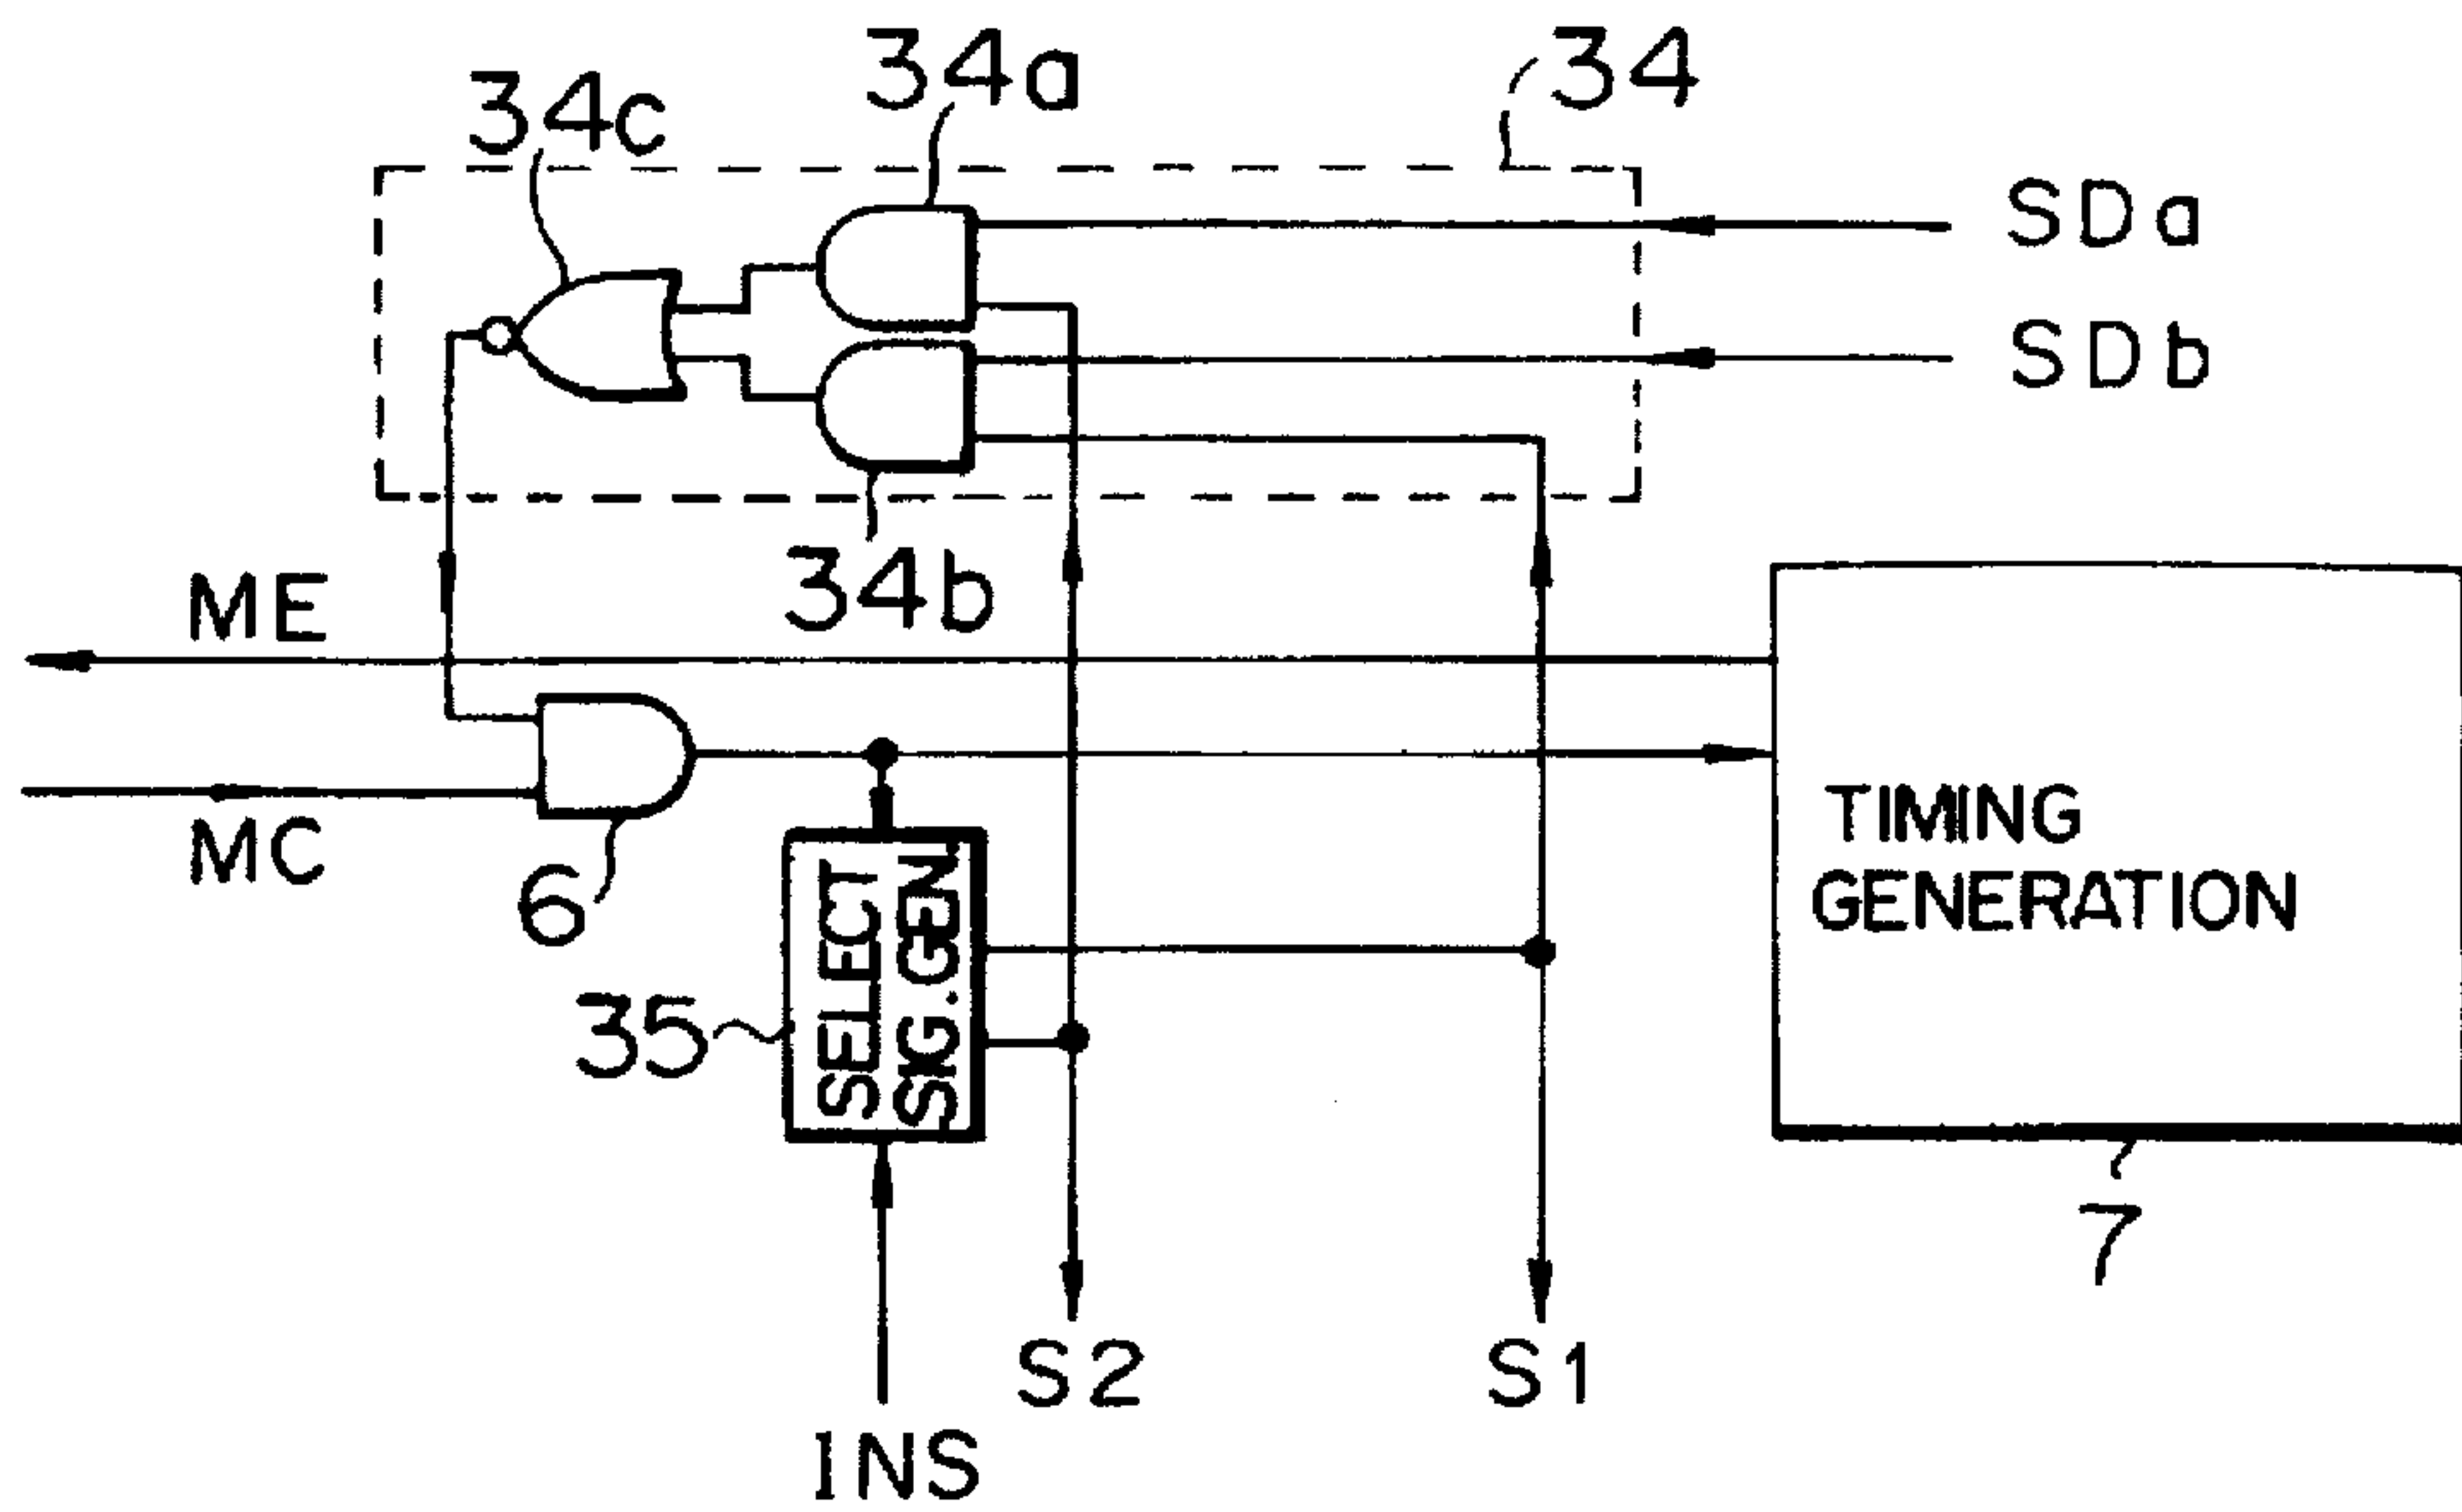 34a
34
34c
SDa
SDb
34b
ME
MC
6
TIMING
GENERATION
SELECT
SIG.GEN.
35
7
S2
S1
INS